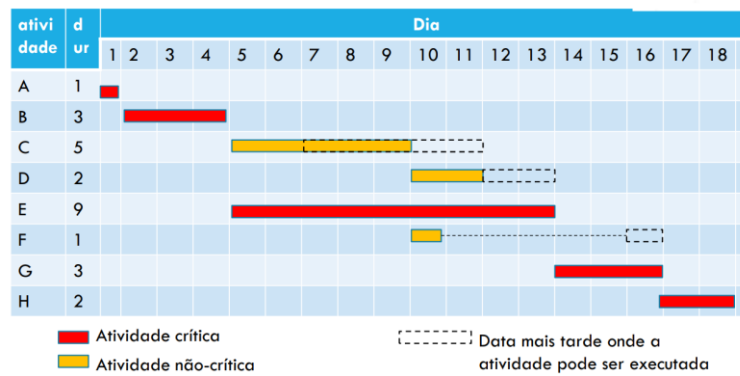 ativi d Dia
dade ur 1 2 3 4 5 6 7 8 9 10 11 12 13 14 15 16 17 18
A 1
B 3
C 5
D 2
E 9
F 1
G 3
H 2
Atividade crítica
Atividade não-crítica
Data mais tarde onde a
atividade pode ser executada